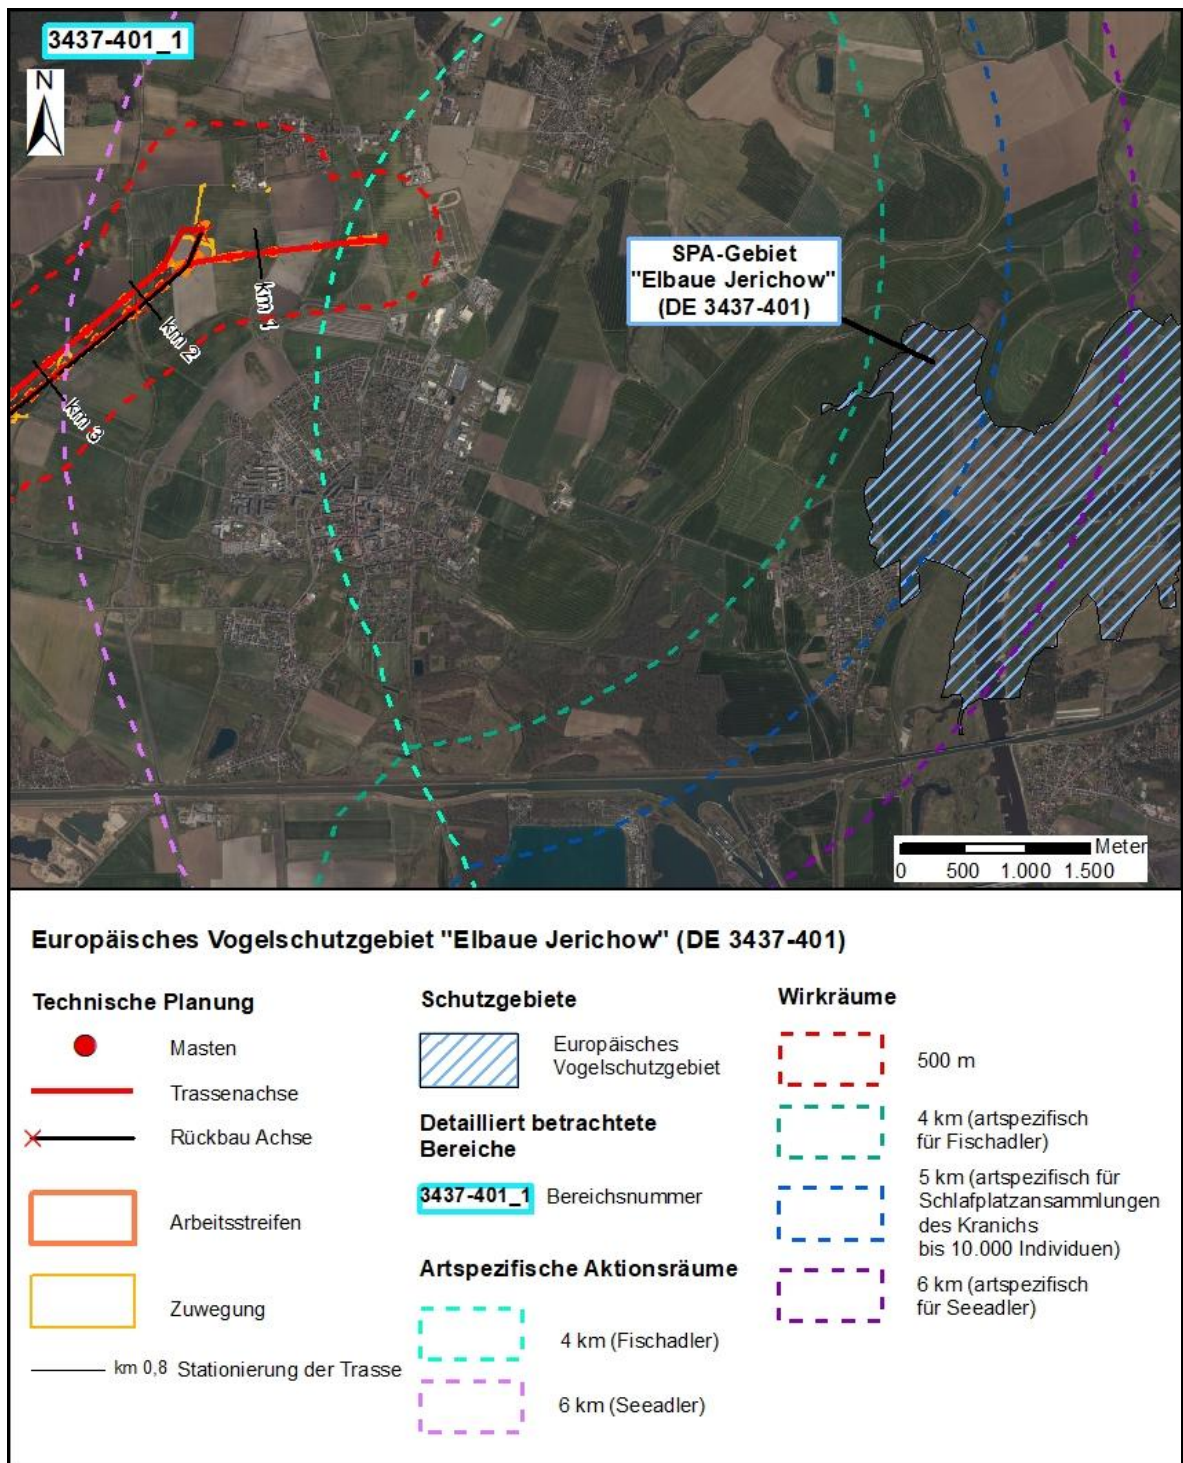 3437-401_1
N
km 1
km 2
km 3
SPA-Gebiet
"Elbaue Jerichow"
(DE 3437-401)
Meter
0 500 1.000 1.500
Europäisches Vogelschutzgebiet "Elbaue Jerichow" (DE 3437-401)
Technische Planung
Masten
Trassenachse
Rückbau Achse
Arbeitsstreifen
Zuwegung
km 0,8 Stationierung der Trasse
Schutzgebiete
Europäisches
Vogelschutzgebiet
Detailliert betrachtete
Bereiche
3437-401_1 Bereichsnummer
Artspezifische Aktionsräume
4 km (Fischadler)
6 km (Seeadler)
Wirkräume
500 m
4 km (artspezifisch
für Fischadler)
5 km (artspezifisch für
Schlafplatzansammlungen
des Kranichs
bis 10.000 Individuen)
6 km (artspezifisch
für Seeadler)